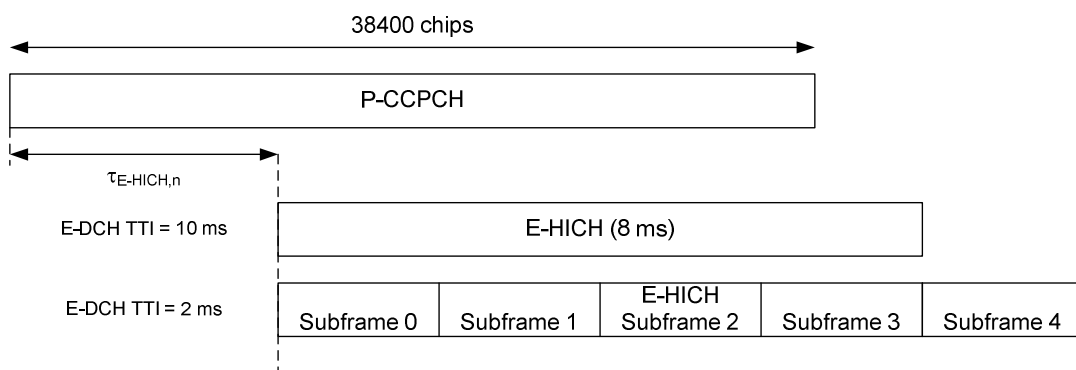 38400 chips
P-CCPCH
τE-HICH,n
E-DCH TTI = 10 ms
E-HICH (8 ms)
E-DCH TTI = 2 ms
E-HICH
Subframe 0
Subframe 1
Subframe 2
Subframe 3
Subframe 4